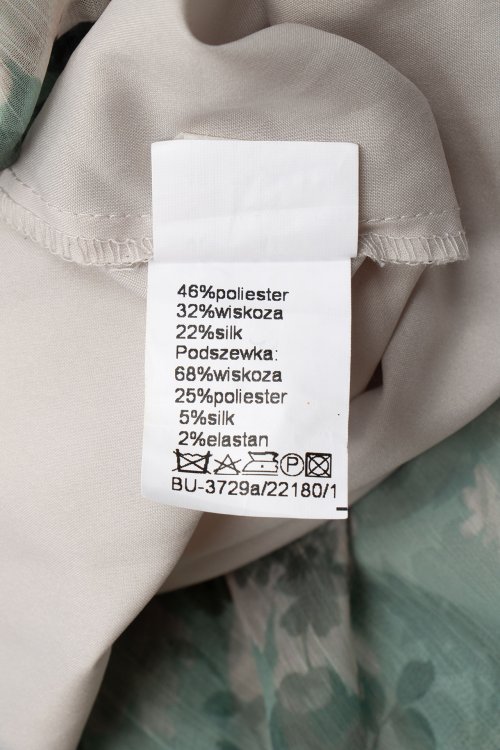 46%poliester
32%wiskoza
22%silk
Podszewka:
68%wiskoza
25%poliester
5%silk
2%elastan
P
BU-3729a/22180/1